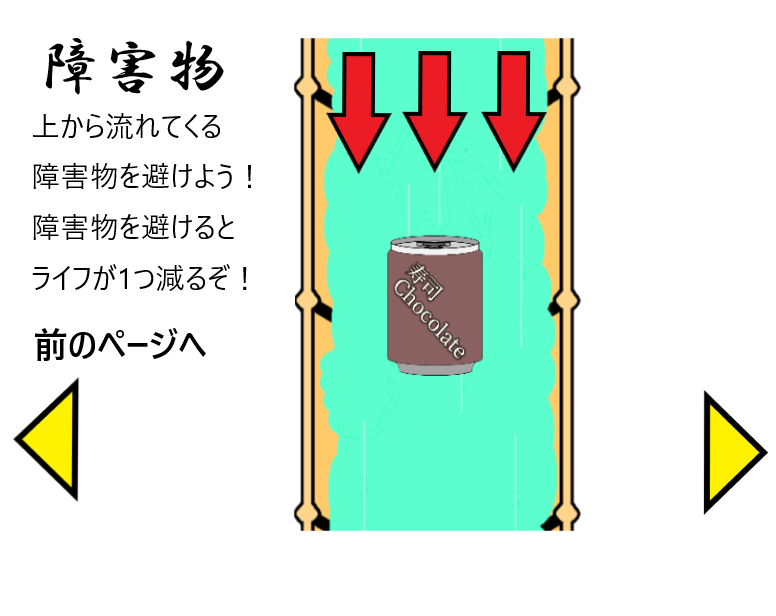 障害物
上から流れてくる
障害物を避けよう！
障害物を避けると
ライフが1つ減るぞ！
前のページへ
寿司
Chocolate